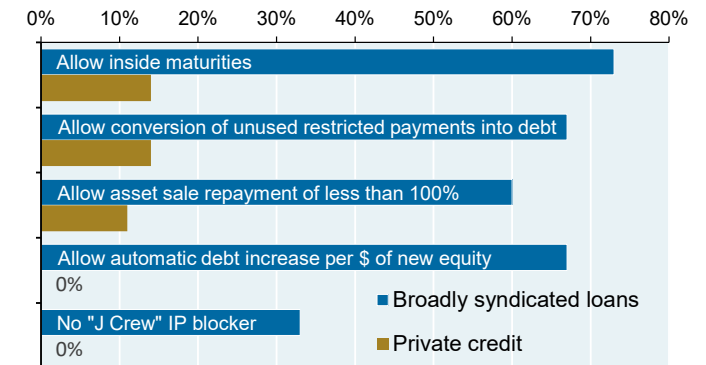 0% 10% 20% 30% 40% 50% 60% 70% 80%
Allow inside maturities
Allow conversion of unused restricted payments into debt
Allow asset sale repayment of less than 100%
Allow automatic debt increase per $ of new equity
0%
Broadly syndicated loans
No "J Crew" IP blocker
Private credit
0%